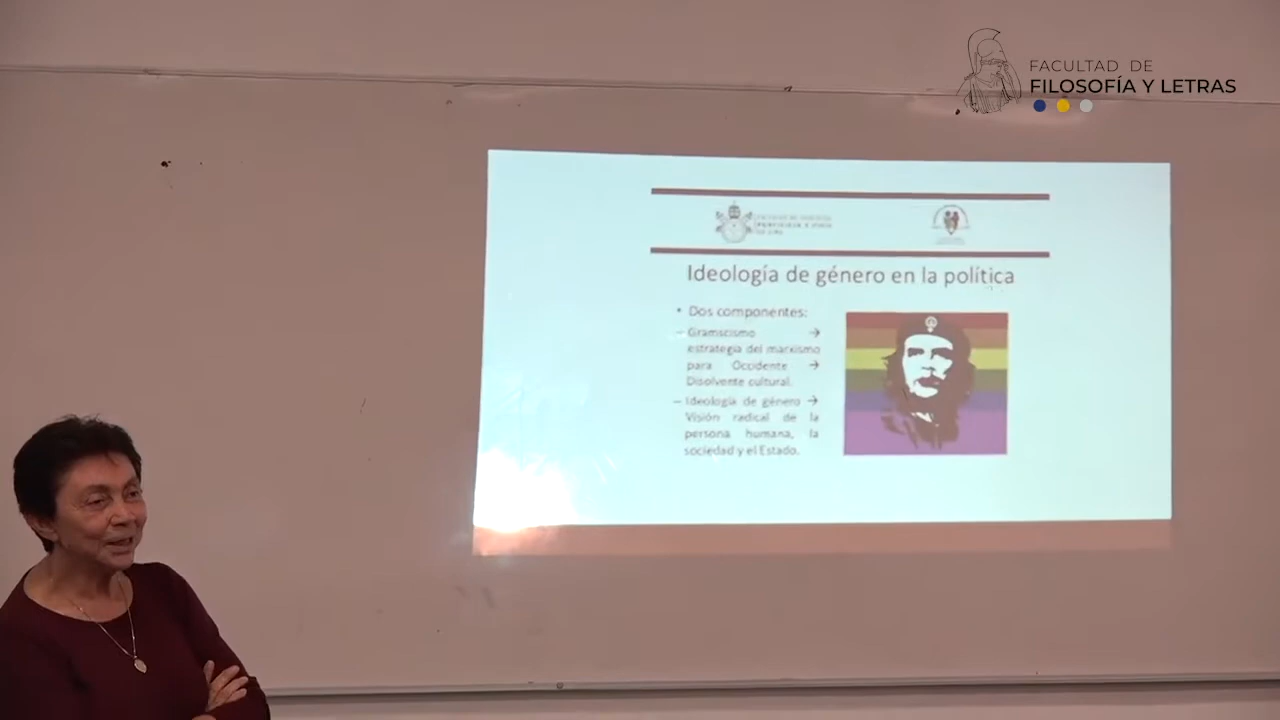 FACULTAD DE
FILOSOFÍA Y LETRAS
Ideología de género en la política
• Dos componentes:
– Gramscismo →
estrategia del marxismo
para Occidente →
Disolvente cultural.
– Ideología de género →
Visión radical de la
persona humana, la
sociedad y el Estado.